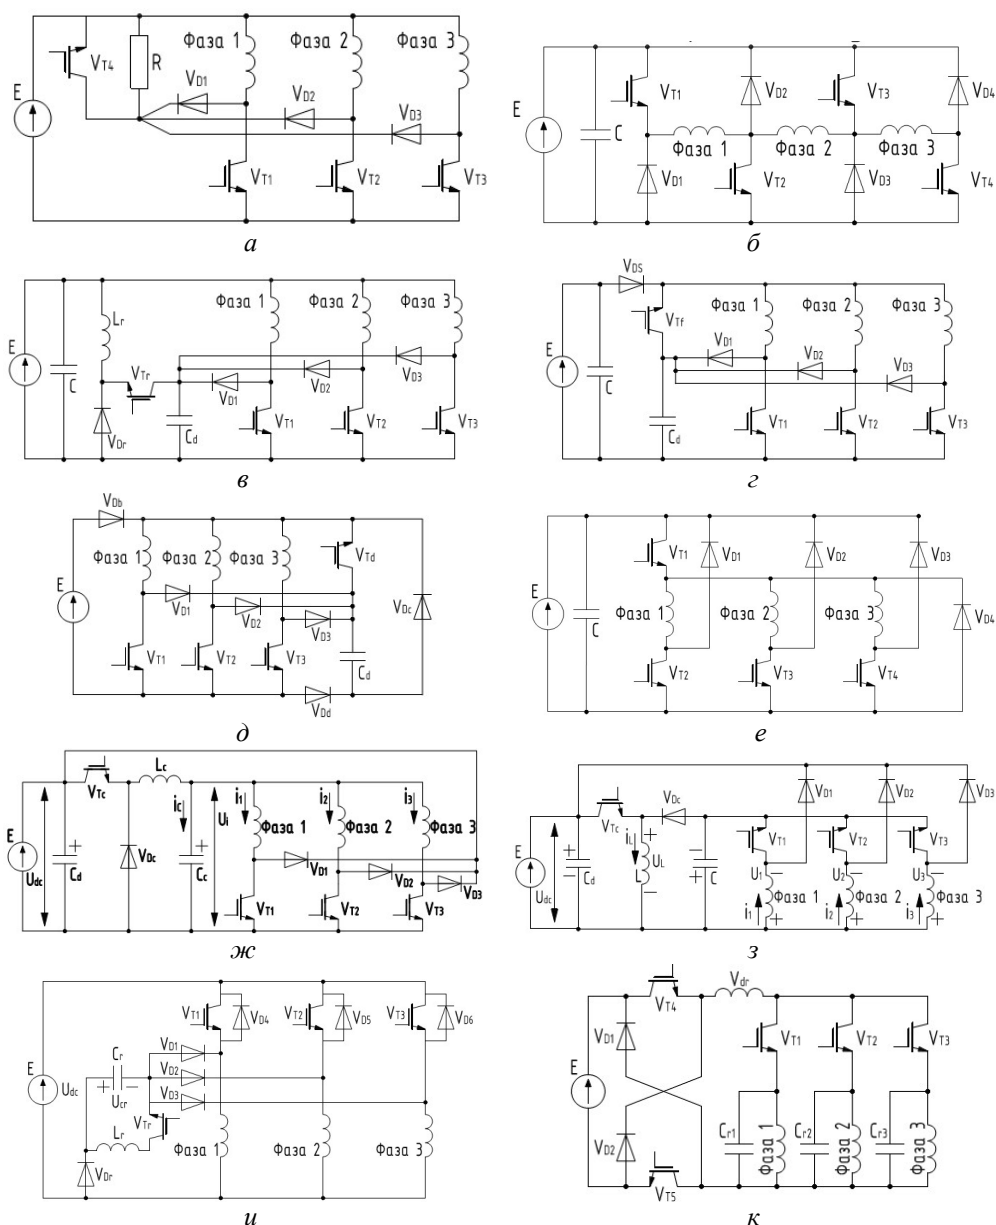 Фаза 1 Фаза 2 Фаза 3
E VT4 R VD1 VD2 VD3
VT1 VT2 VT3
а
E C VT1 VD2 VT3 VD4
Фаза 1 Фаза 2 Фаза 3
VD1 VT2 VD3 VT4
б
Фаза 1 Фаза 2 Фаза 3
E C Lr VTr VD1 VD2 VD3
VDr Cd VT1 VT2 VT3
в
VDS
Фаза 1 Фаза 2 Фаза 3
E C VTf VD1 VD2 VD3
Cd VT1 VT2 VT3
г
VDb
Фаза 1 Фаза 2 Фаза 3 VTd
E VD1 VD2 VD3 VDc
VT1 VT2 VT3 Cd
VDd
д
VT1 VD1 VD2 VD3
E C Фаза 1 Фаза 2 Фаза 3 VD4
VT2 VT3 VT4
е
VTc Lc
E Udc Cd VDc ic Cc Ui
i1 i2 i3
Фаза 1 Фаза 2 Фаза 3
VD1 VD2 VD3
VT1 VT2 VT3
ж
VD1 VD2 VD3
VTc VDc VT1 VT2 VT3
E Udc Cd iL L UL C
U1 U2 U3
i1 Фаза 1 i2 Фаза 2 i3 Фаза 3
з
VT1 VD4 VT2 VD5 VT3 VD6
E Udc Cr Ucr VD1 VD2 VD3
VTr Lr VDr
Фаза 1 Фаза 2 Фаза 3
и
VT4 Vdr
E VD1 VT1 VT2 VT3
VD2 VT5
Cr1 Фаза 1 Cr2 Фаза 2 Cr3 Фаза 3
к